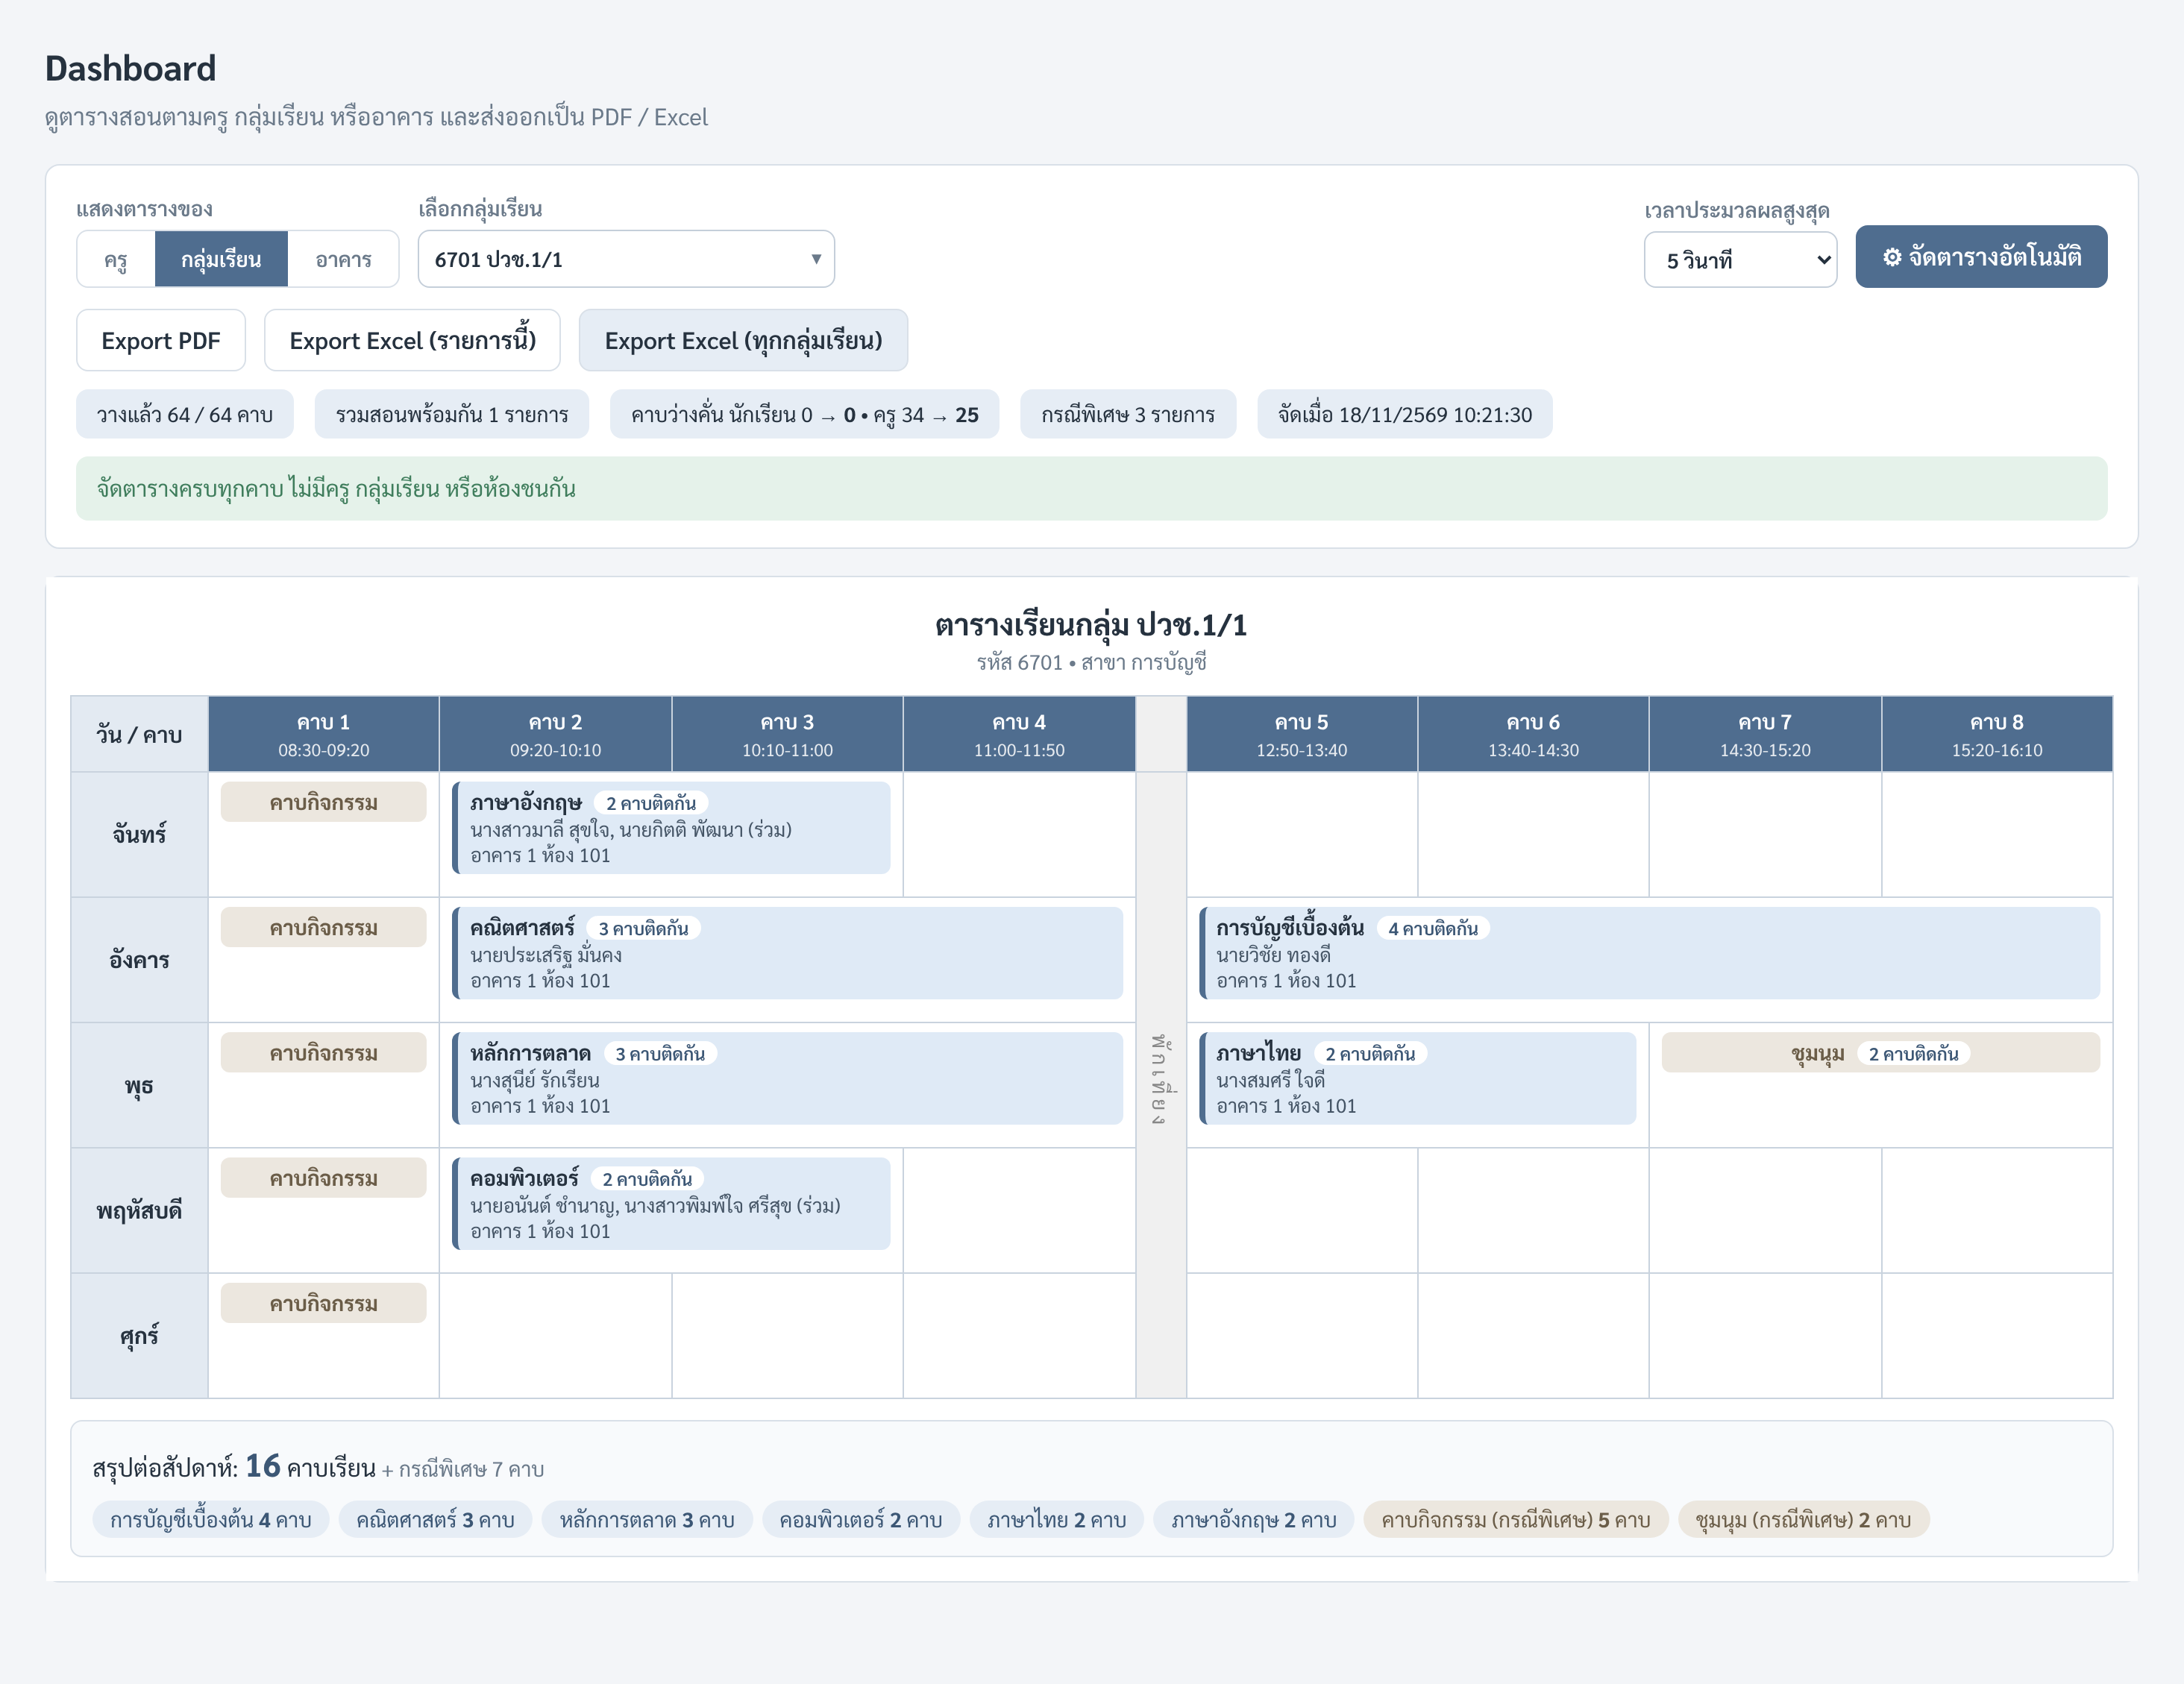 Dashboard
ดูตารางสอนตามครู กลุ่มเรียน หรืออาคาร และส่งออกเป็น PDF / Excel
แสดงตารางของ
เลือกกลุ่มเรียน
เวลาประมวลผลสูงสุด
ครู
กลุ่มเรียน
อาคาร
6701 ปวช.1/1
5 วินาที
⚙ จัดตารางอัตโนมัติ
Export PDF
Export Excel (รายการนี้)
Export Excel (ทุกกลุ่มเรียน)
วางแล้ว 64 / 64 คาบ
รวมสอนพร้อมกัน 1 รายการ
คาบว่างคั่น นักเรียน 0 → 0 • ครู 34 → 25
กรณีพิเศษ 3 รายการ
จัดเมื่อ 18/11/2569 10:21:30
จัดตารางครบทุกคาบ ไม่มีครู กลุ่มเรียน หรือห้องชนกัน
ตารางเรียนกลุ่ม ปวช.1/1
รหัส 6701 • สาขา การบัญชี
วัน / คาบ
คาบ 1
08:30-09:20
คาบ 2
09:20-10:10
คาบ 3
10:10-11:00
คาบ 4
11:00-11:50
คาบ 5
12:50-13:40
คาบ 6
13:40-14:30
คาบ 7
14:30-15:20
คาบ 8
15:20-16:10
พักเที่ยง
จันทร์
คาบกิจกรรม
ภาษาอังกฤษ 2 คาบติดกัน
นางสาวมาลี สุขใจ, นายกิตติ พัฒนา (ร่วม)
อาคาร 1 ห้อง 101
อังคาร
คาบกิจกรรม
คณิตศาสตร์ 3 คาบติดกัน
นายประเสริฐ มั่นคง
อาคาร 1 ห้อง 101
การบัญชีเบื้องต้น 4 คาบติดกัน
นายวิชัย ทองดี
อาคาร 1 ห้อง 101
พุธ
คาบกิจกรรม
หลักการตลาด 3 คาบติดกัน
นางสุนีย์ รักเรียน
อาคาร 1 ห้อง 101
ภาษาไทย 2 คาบติดกัน
นางสมศรี ใจดี
อาคาร 1 ห้อง 101
ชุมนุม 2 คาบติดกัน
พฤหัสบดี
คาบกิจกรรม
คอมพิวเตอร์ 2 คาบติดกัน
นายอนันต์ ชำนาญ, นางสาวพิมพ์ใจ ศรีสุข (ร่วม)
อาคาร 1 ห้อง 101
ศุกร์
คาบกิจกรรม
สรุปต่อสัปดาห์: 16 คาบเรียน + กรณีพิเศษ 7 คาบ
การบัญชีเบื้องต้น 4 คาบ
คณิตศาสตร์ 3 คาบ
หลักการตลาด 3 คาบ
คอมพิวเตอร์ 2 คาบ
ภาษาไทย 2 คาบ
ภาษาอังกฤษ 2 คาบ
คาบกิจกรรม (กรณีพิเศษ) 5 คาบ
ชุมนุม (กรณีพิเศษ) 2 คาบ